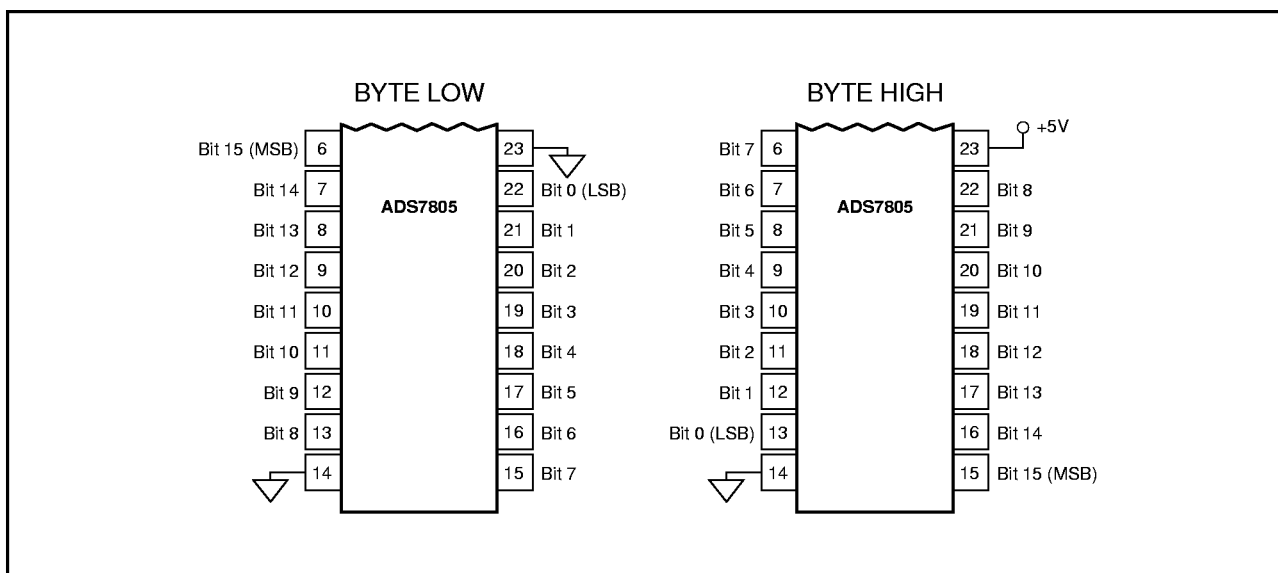 BYTE LOW
Bit 15 (MSB) 6 23
Bit 14 7 22 Bit 0 (LSB)
ADS7805
Bit 13 8 21 Bit 1
Bit 12 9 20 Bit 2
Bit 11 10 19 Bit 3
Bit 10 11 18 Bit 4
Bit 9 12 17 Bit 5
Bit 8 13 16 Bit 6
14 15 Bit 7
BYTE HIGH
+5V
Bit 7 6 23
Bit 6 7 22 Bit 8
ADS7805
Bit 5 8 21 Bit 9
Bit 4 9 20 Bit 10
Bit 3 10 19 Bit 11
Bit 2 11 18 Bit 12
Bit 1 12 17 Bit 13
Bit 0 (LSB) 13 16 Bit 14
14 15 Bit 15 (MSB)